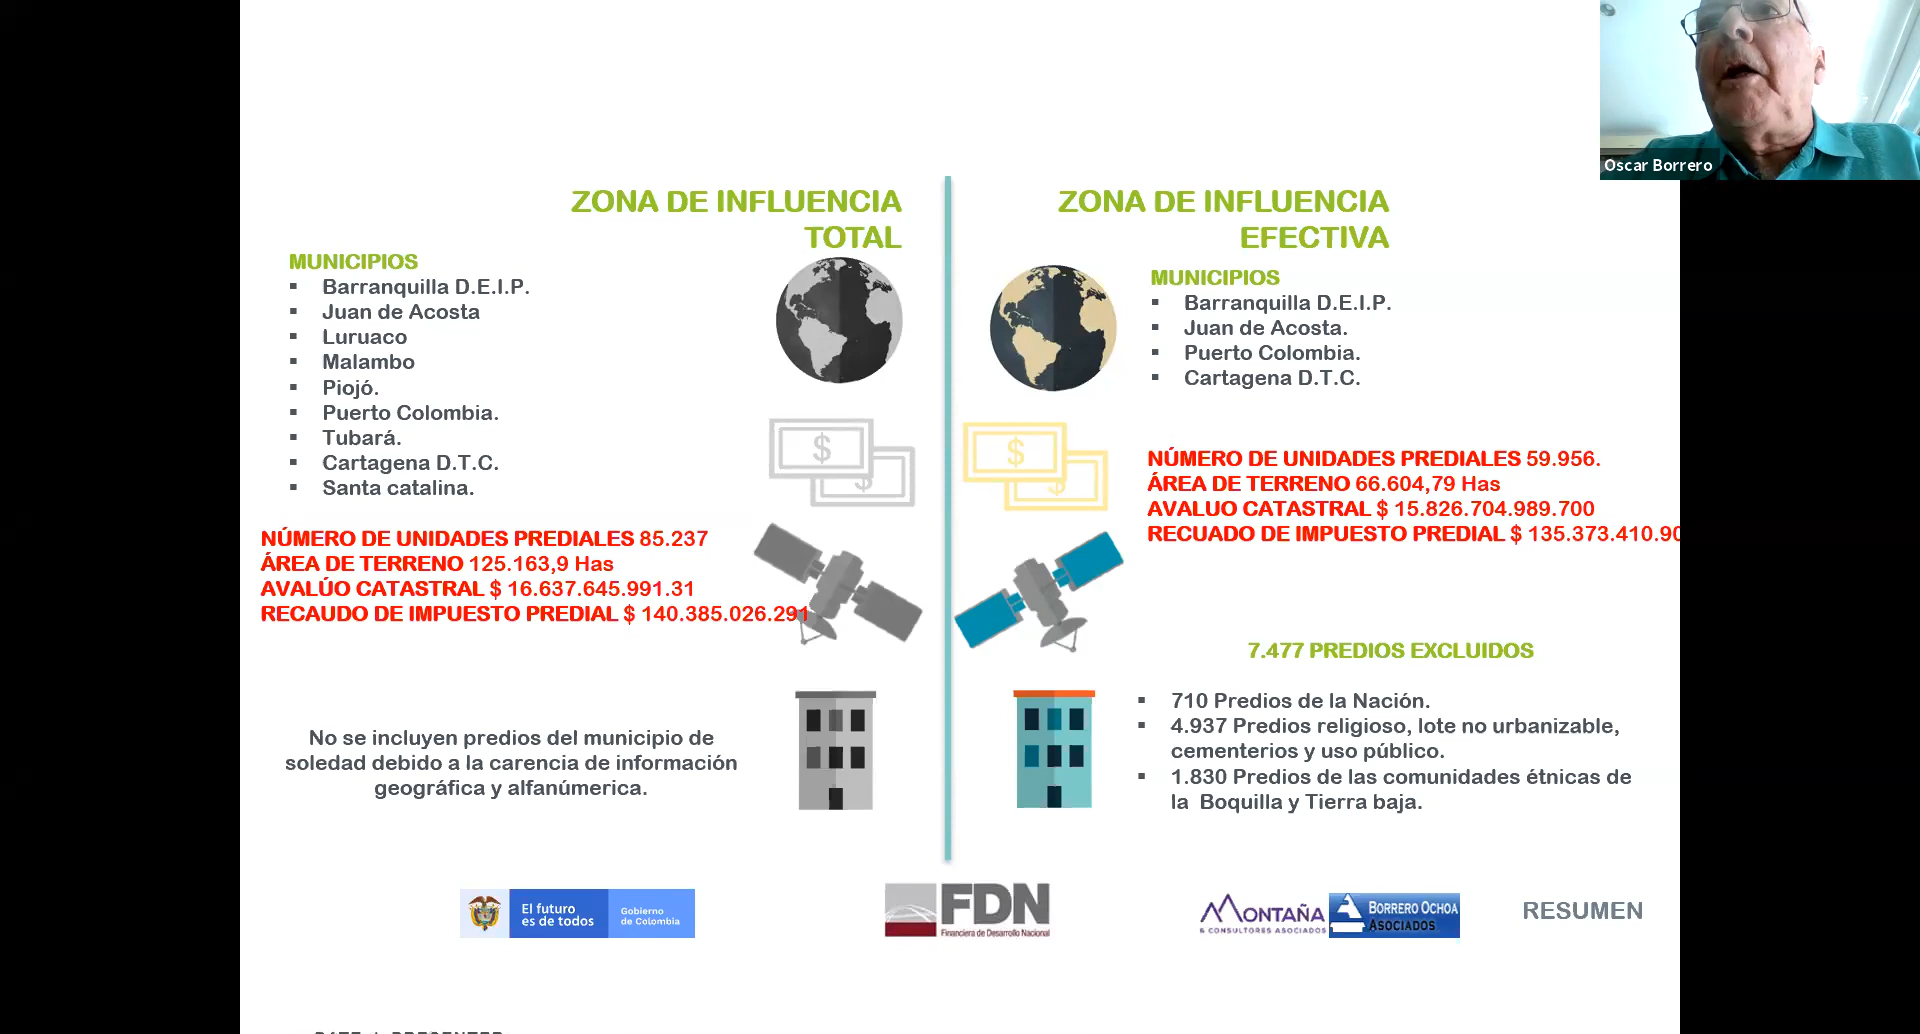 Oscar Borrero
ZONA DE INFLUENCIA
TOTAL
MUNICIPIOS
▪ Barranquilla D.E.I.P.
▪ Juan de Acosta
▪ Luruaco
▪ Malambo
▪ Piojó.
▪ Puerto Colombia.
▪ Tubará.
▪ Cartagena D.T.C.
▪ Santa catalina.
NÚMERO DE UNIDADES PREDIALES 85.237
ÁREA DE TERRENO 125.163,9 Has
AVALÚO CATASTRAL $ 16.637.645.991.31
RECAUDO DE IMPUESTO PREDIAL $ 140.385.026.291
No se incluyen predios del municipio de
soledad debido a la carencia de información
geográfica y alfanúmerica.
ZONA DE INFLUENCIA
EFECTIVA
MUNICIPIOS
▪ Barranquilla D.E.I.P.
▪ Juan de Acosta.
▪ Puerto Colombia.
▪ Cartagena D.T.C.
NÚMERO DE UNIDADES PREDIALES 59.956.
ÁREA DE TERRENO 66.604,79 Has
AVALUO CATASTRAL $ 15.826.704.989.700
RECUADO DE IMPUESTO PREDIAL $ 135.373.410.90
7.477 PREDIOS EXCLUIDOS
▪ 710 Predios de la Nación.
▪ 4.937 Predios religioso, lote no urbanizable,
cementerios y uso público.
▪ 1.830 Predios de las comunidades étnicas de
la Boquilla y Tierra baja.
$
$
$
$
El futuro
es de todos
Gobierno
de Colombia
FDN
Financiera de Desarrollo Nacional
MONTAÑA
& CONSULTORES ASOCIADOS
BORRERO OCHOA
ASOCIADOS
RESUMEN